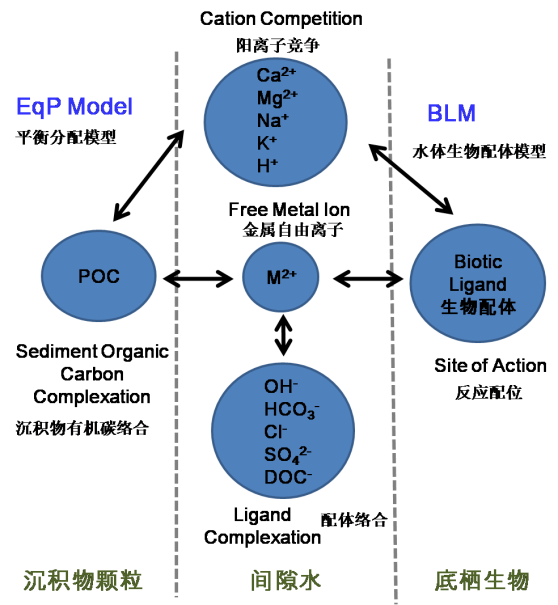 Cation Competition
阳离子竞争
Ca²⁺
Mg²⁺
Na⁺
K⁺
H⁺
EqP Model
平衡分配模型
BLM
水体生物配体模型
Free Metal Ion
金属自由离子
POC
M²⁺
Biotic
Ligand
生物配体
Sediment Organic
Carbon
Complexation
沉积物有机碳络合
Site of Action
反应配位
OH⁻
HCO₃⁻
Cl⁻
SO₄²⁻
DOC⁻
Ligand
Complexation
配体络合
沉积物颗粒
间隙水
底栖生物